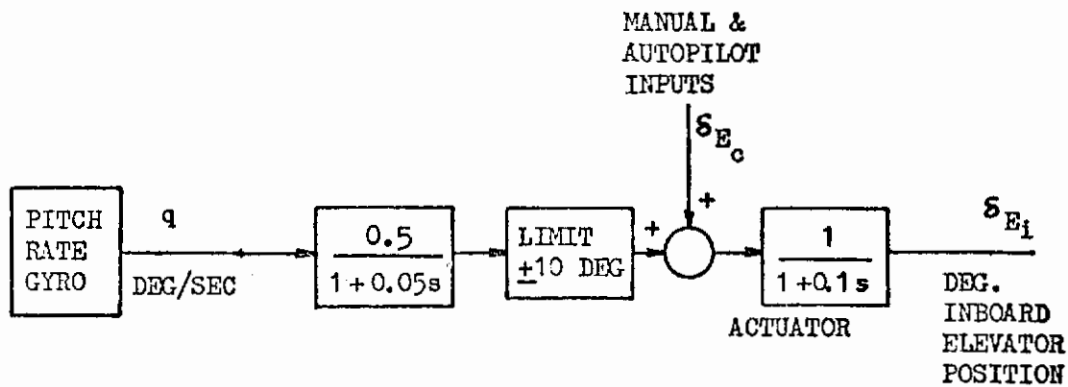 MANUAL &
AUTOPILOT
INPUTS
δEc
PITCH
RATE
GYRO
q
DEG/SEC
0.5
1+0.05s
LIMIT
±10 DEG
+
+
1
1+0.1s
ACTUATOR
δEi
DEG.
INBOARD
ELEVATOR
POSITION